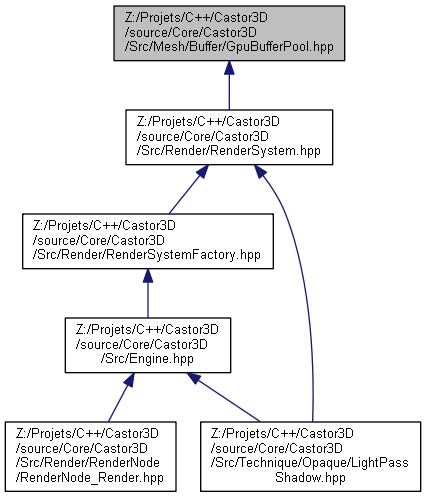 Z:/Projets/C++/Castor3D
/source/Core/Castor3D
/Src/Mesh/Buffer/GpuBufferPool.hpp
Z:/Projets/C++/Castor3D
/source/Core/Castor3D
/Src/Render/RenderSystem.hpp
Z:/Projets/C++/Castor3D
/source/Core/Castor3D
/Src/Render/RenderSystemFactory.hpp
Z:/Projets/C++/Castor3D
/source/Core/Castor3D
/Src/Engine.hpp
Z:/Projets/C++/Castor3D
/source/Core/Castor3D
/Src/Render/RenderNode
/RenderNode_Render.hpp
Z:/Projets/C++/Castor3D
/source/Core/Castor3D
/Src/Technique/Opaque/LightPass
Shadow.hpp